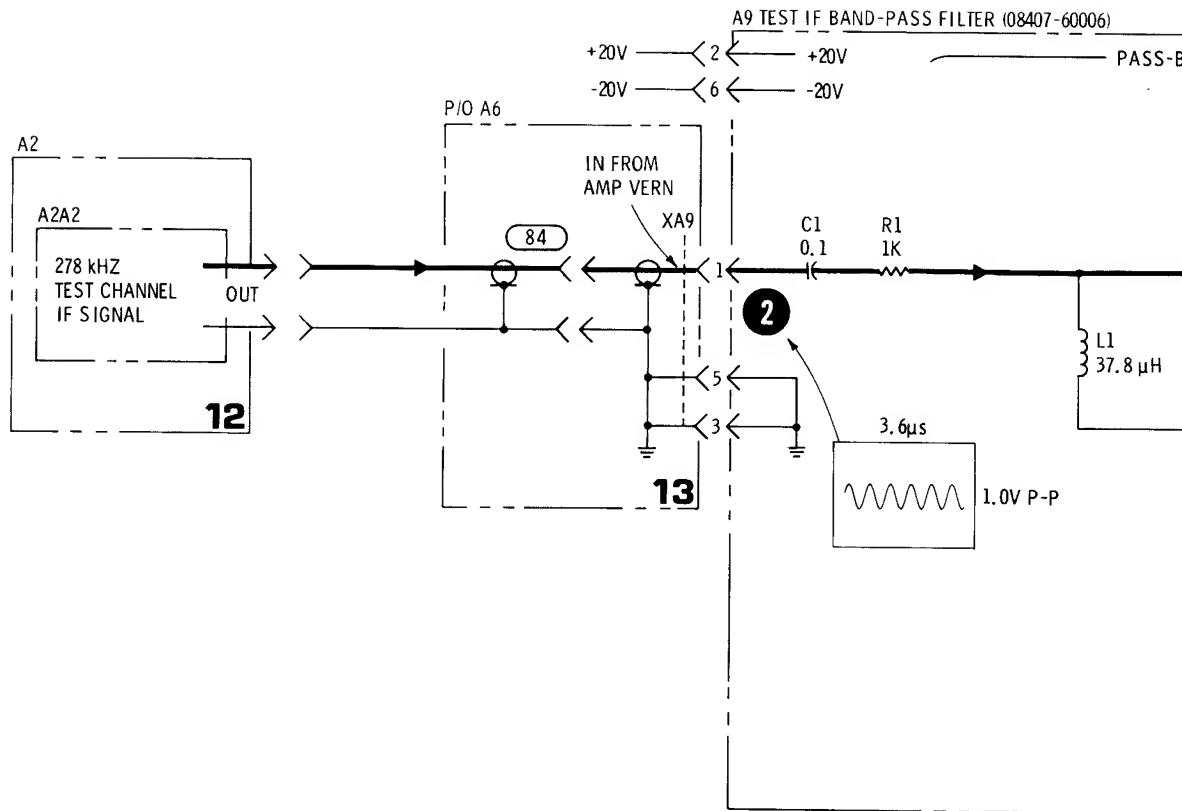 A9 TEST IF BAND-PASS FILTER (08407-60006)
+20V 2 +20V
-20V 6 -20V
PASS-B
P/O A6
A2
IN FROM
AMP VERN
XA9
A2A2
84
278 kHZ
TEST CHANNEL
IF SIGNAL
OUT
1
C1
0.1
R1
1K
2
L1
37.8 µH
5
3
12
13
3.6µs
1.0V P-P